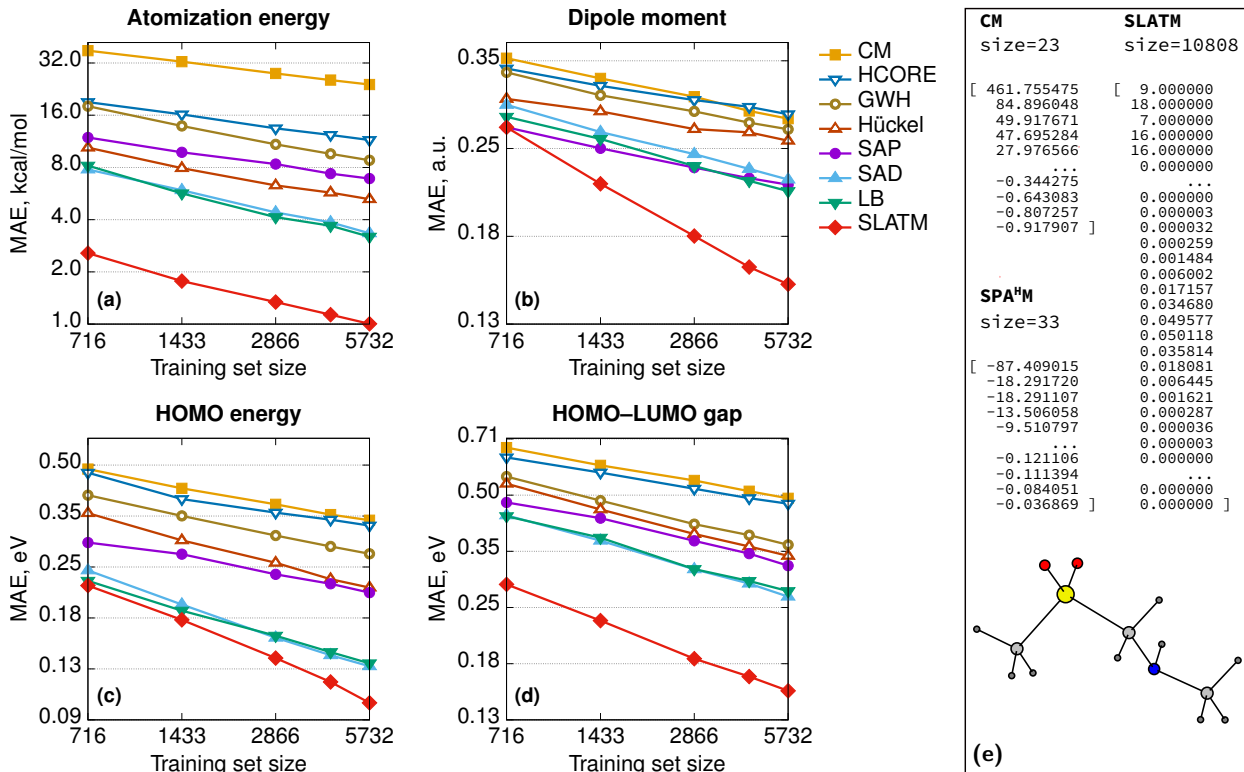 Atomization energy
MAE, kcal/mol
32.0
16.0
8.0
4.0
2.0
1.0
(a)
716
1433
2866
5732
Training set size
Dipole moment
MAE, a.u.
0.35
0.25
0.18
0.13
(b)
716
1433
2866
5732
Training set size
CM
HCORE
GWH
Hückel
SAP
SAD
LB
SLATM
HOMO energy
MAE, eV
0.50
0.35
0.25
0.18
0.13
0.09
(c)
716
1433
2866
5732
Training set size
HOMO–LUMO gap
MAE, eV
0.71
0.50
0.35
0.25
0.18
0.13
(d)
716
1433
2866
5732
Training set size
CM
size=23
[ 461.755475
84.896048
49.917671
47.695284
27.976566
...
−0.344275
−0.643083
−0.807257
−0.917907 ]
SPAᴴM
size=33
[ −87.409015
−18.291720
−18.291107
−13.506058
−9.510797
...
−0.121106
−0.111394
−0.084051
−0.036869 ]
SLATM
size=10808
[ 9.000000
18.000000
7.000000
16.000000
16.000000
0.000000
...
0.000000
0.000003
0.000032
0.000259
0.001484
0.006002
0.017157
0.034680
0.049577
0.050118
0.035814
0.018081
0.006445
0.001621
0.000287
0.000036
0.000003
0.000000
...
0.000000
0.000000 ]
(e)